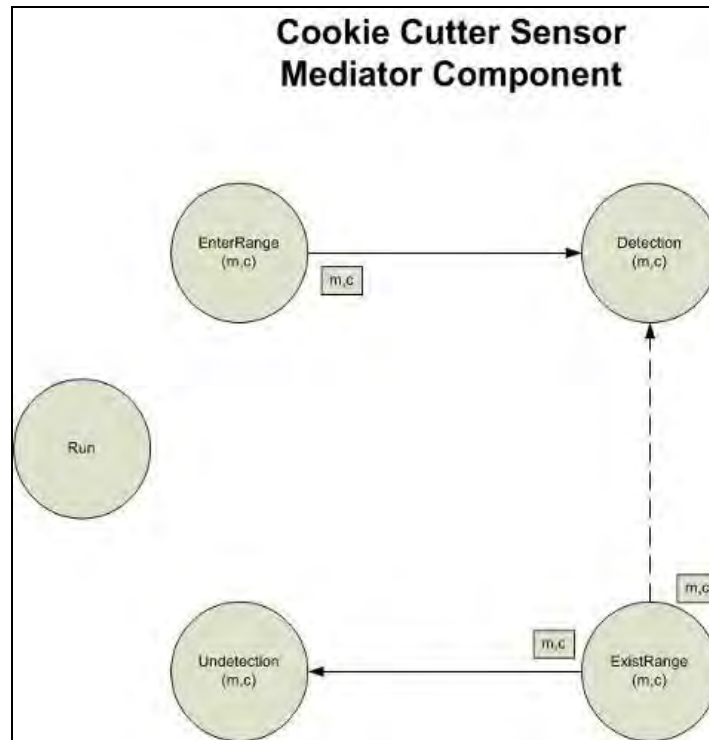 Cookie Cutter Sensor
Mediator Component
EnterRange
(m,c)
Detection
(m,c)
m,c
Run
m,c
m,c
Undetection
(m,c)
ExistRange
(m,c)